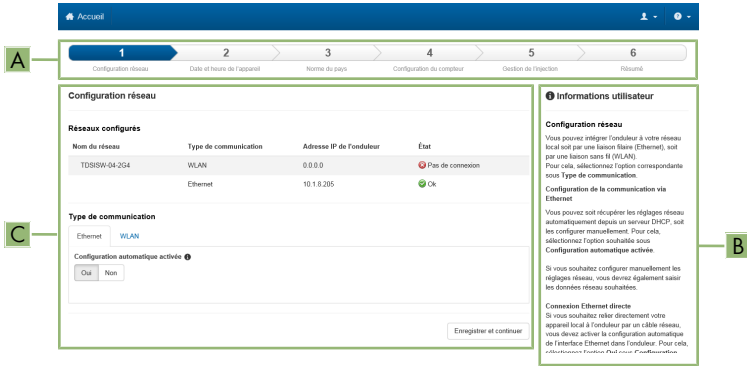 Accueil
A
1 2 3 4 5 6
Configuration réseau Date et heure de l'appareil Norme du pays Configuration du compteur Gestion de l'injection Résumé
C
Configuration réseau
Réseaux configurés
Nom du réseau Type de communication Adresse IP de l'onduleur État
TDSISW-04-2G4 WLAN 0.0.0.0 Pas de connexion
Ethernet 10.1.8.205 Ok
Type de communication
Ethernet WLAN
Configuration automatique activée
Oui Non
Enregistrer et continuer
B
Informations utilisateur
Configuration réseau
Vous pouvez intégrer l'onduleur à votre réseau
local soit par une liaison filaire (Ethernet), soit
par une liaison sans fil (WLAN).
Pour cela, sélectionnez l'option correspondante
sous Type de communication.
Configuration de la communication via
Ethernet
Vous pouvez soit récupérer les réglages réseau
automatiquement depuis un serveur DHCP, soit
les configurer manuellement. Pour cela,
sélectionnez l'option souhaitée sous
Configuration automatique activée.
Si vous souhaitez configurer manuellement les
réglages réseau, vous devrez également saisir
les données réseau souhaitées.
Connexion Ethernet directe
Si vous souhaitez relier directement votre
appareil local à l'onduleur par un câble réseau,
vous devez activer la configuration automatique
de l'interface Ethernet dans l'onduleur. Pour cela,
sélectionnez l'option Oui sous Configuration